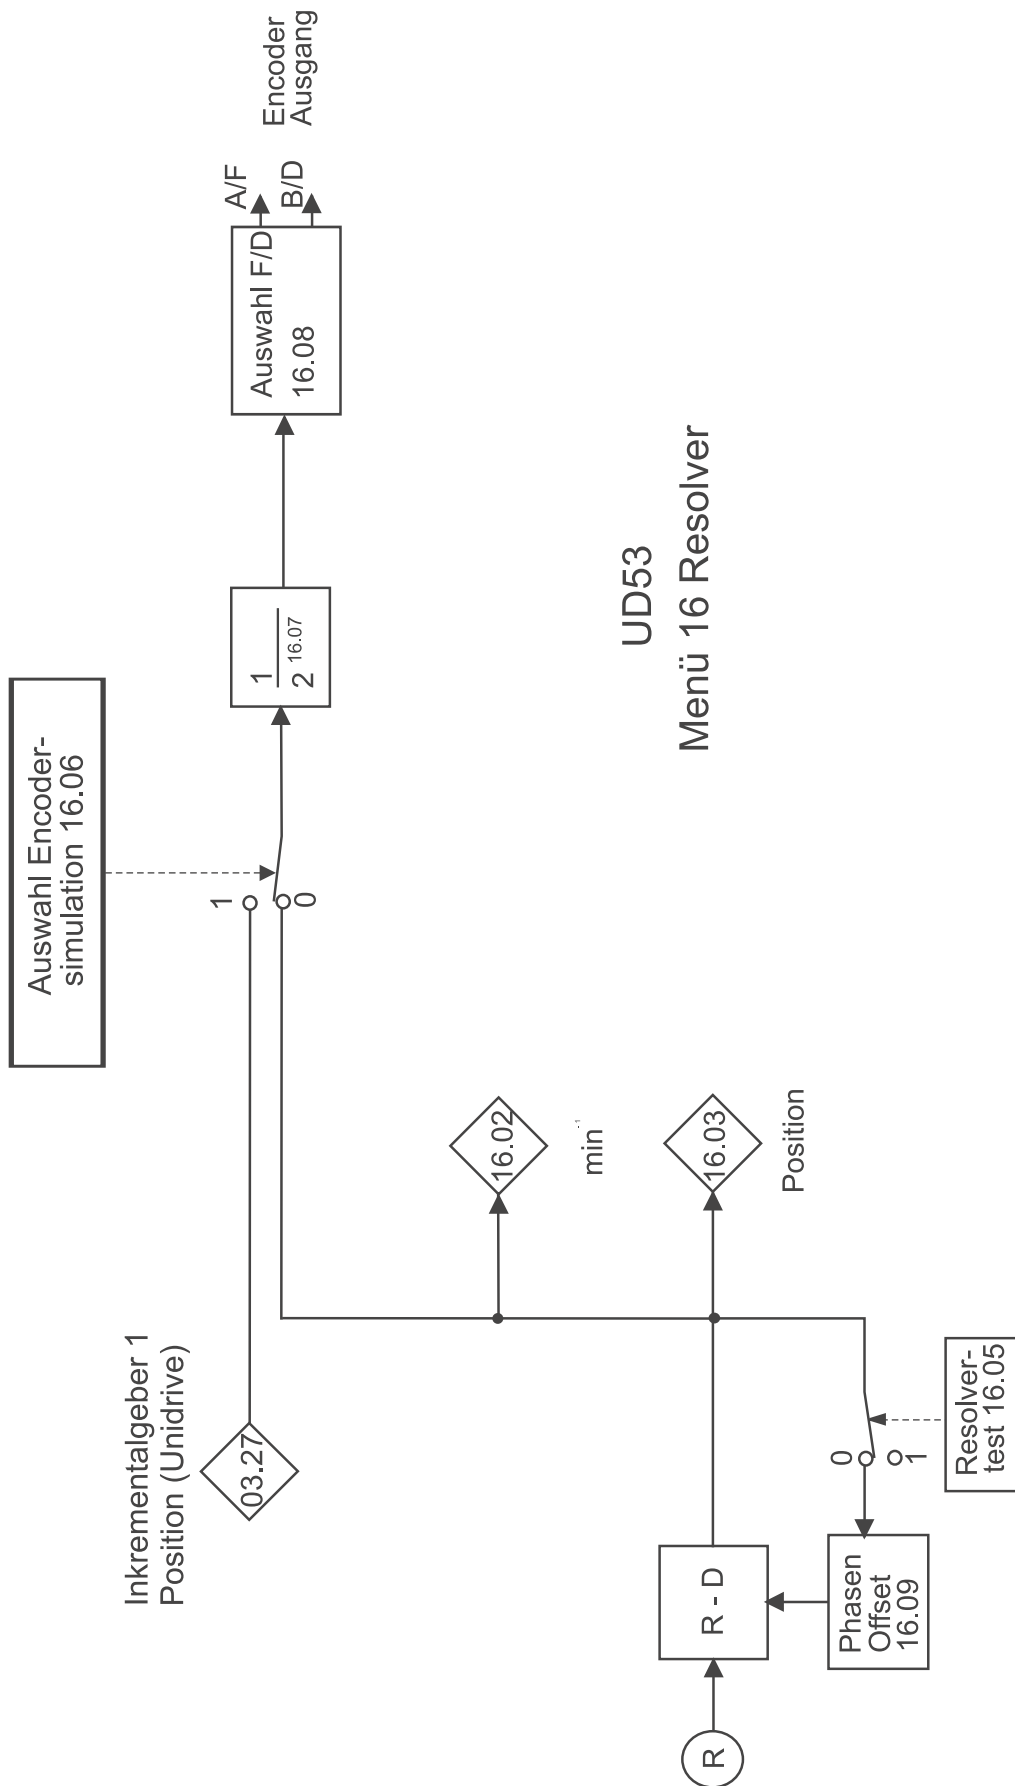 Inkrementalgeber 1
Position (Unidrive)
03.27
Auswahl Encoder-
simulation 16.06
1
0
1
2 16.07
Auswahl F/D
16.08
A/F
B/D
Encoder
Ausgang
16.02
min -1
16.03
Position
UD53
Menü 16 Resolver
R
R - D
Phasen
Offset
16.09
0
1
Resolver-
test 16.05